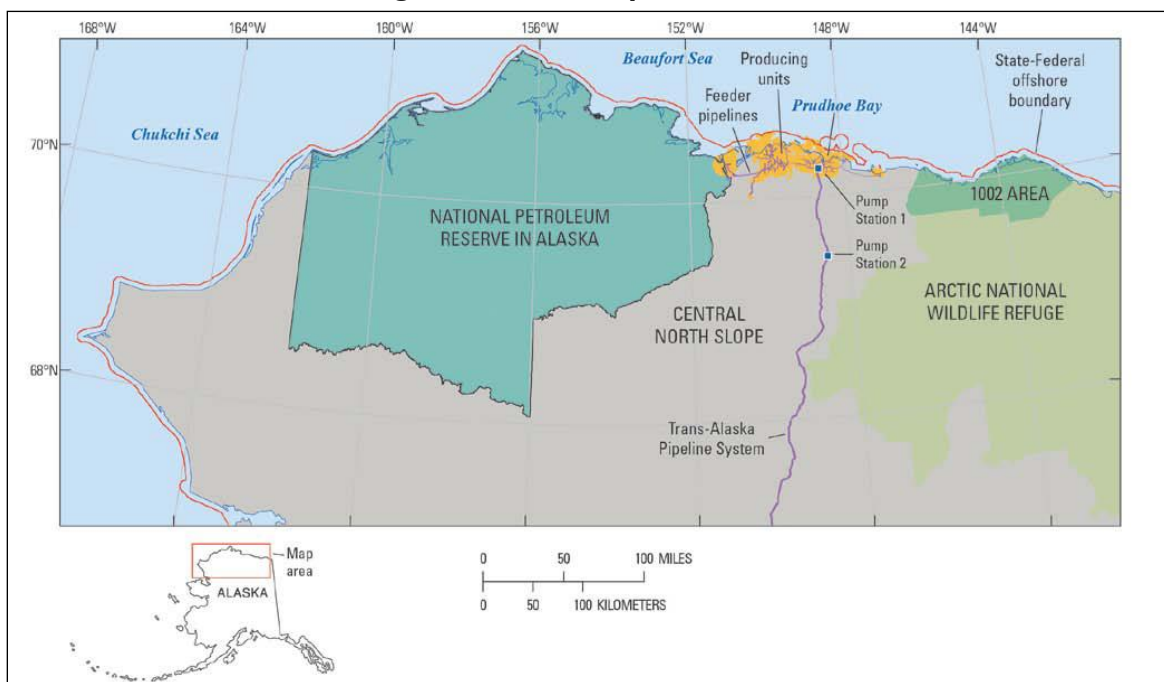 168°W
164°W
160°W
156°W
152°W
148°W
144°W
Beaufort Sea
Producing
units
State-Federal
offshore
boundary
Feeder
pipelines
Prudhoe Bay
Chukchi Sea
70°N
1002 AREA
NATIONAL PETROLEUM
RESERVE IN ALASKA
Pump
Station 1
Pump
Station 2
ARCTIC NATIONAL
WILDLIFE REFUGE
CENTRAL
NORTH SLOPE
68°N
Trans-Alaska
Pipeline System
Map
area
ALASKA
0 50 100 MILES
0 50 100 KILOMETERS